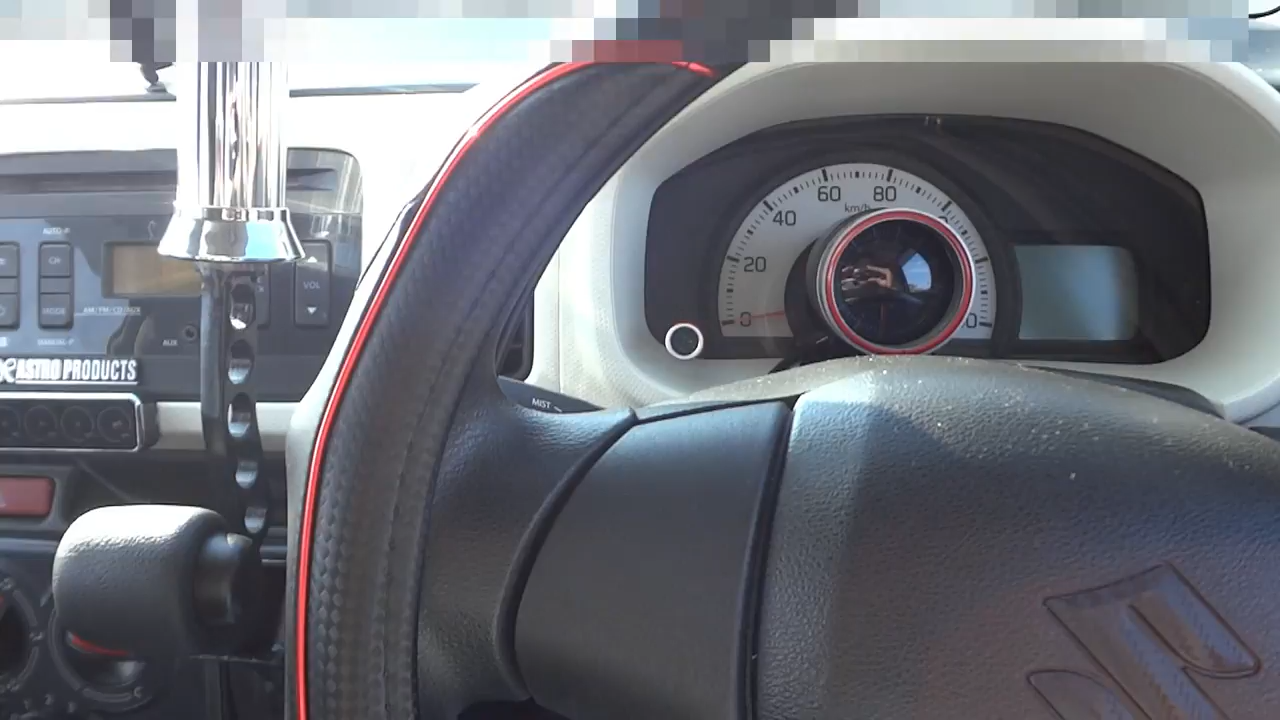 60 80
km/h
40
20
0
AUTO-P
CH
VOL
MODE
AM/FM•CD/AUX
AUX
ASTRO PRODUCTS
MIST
C